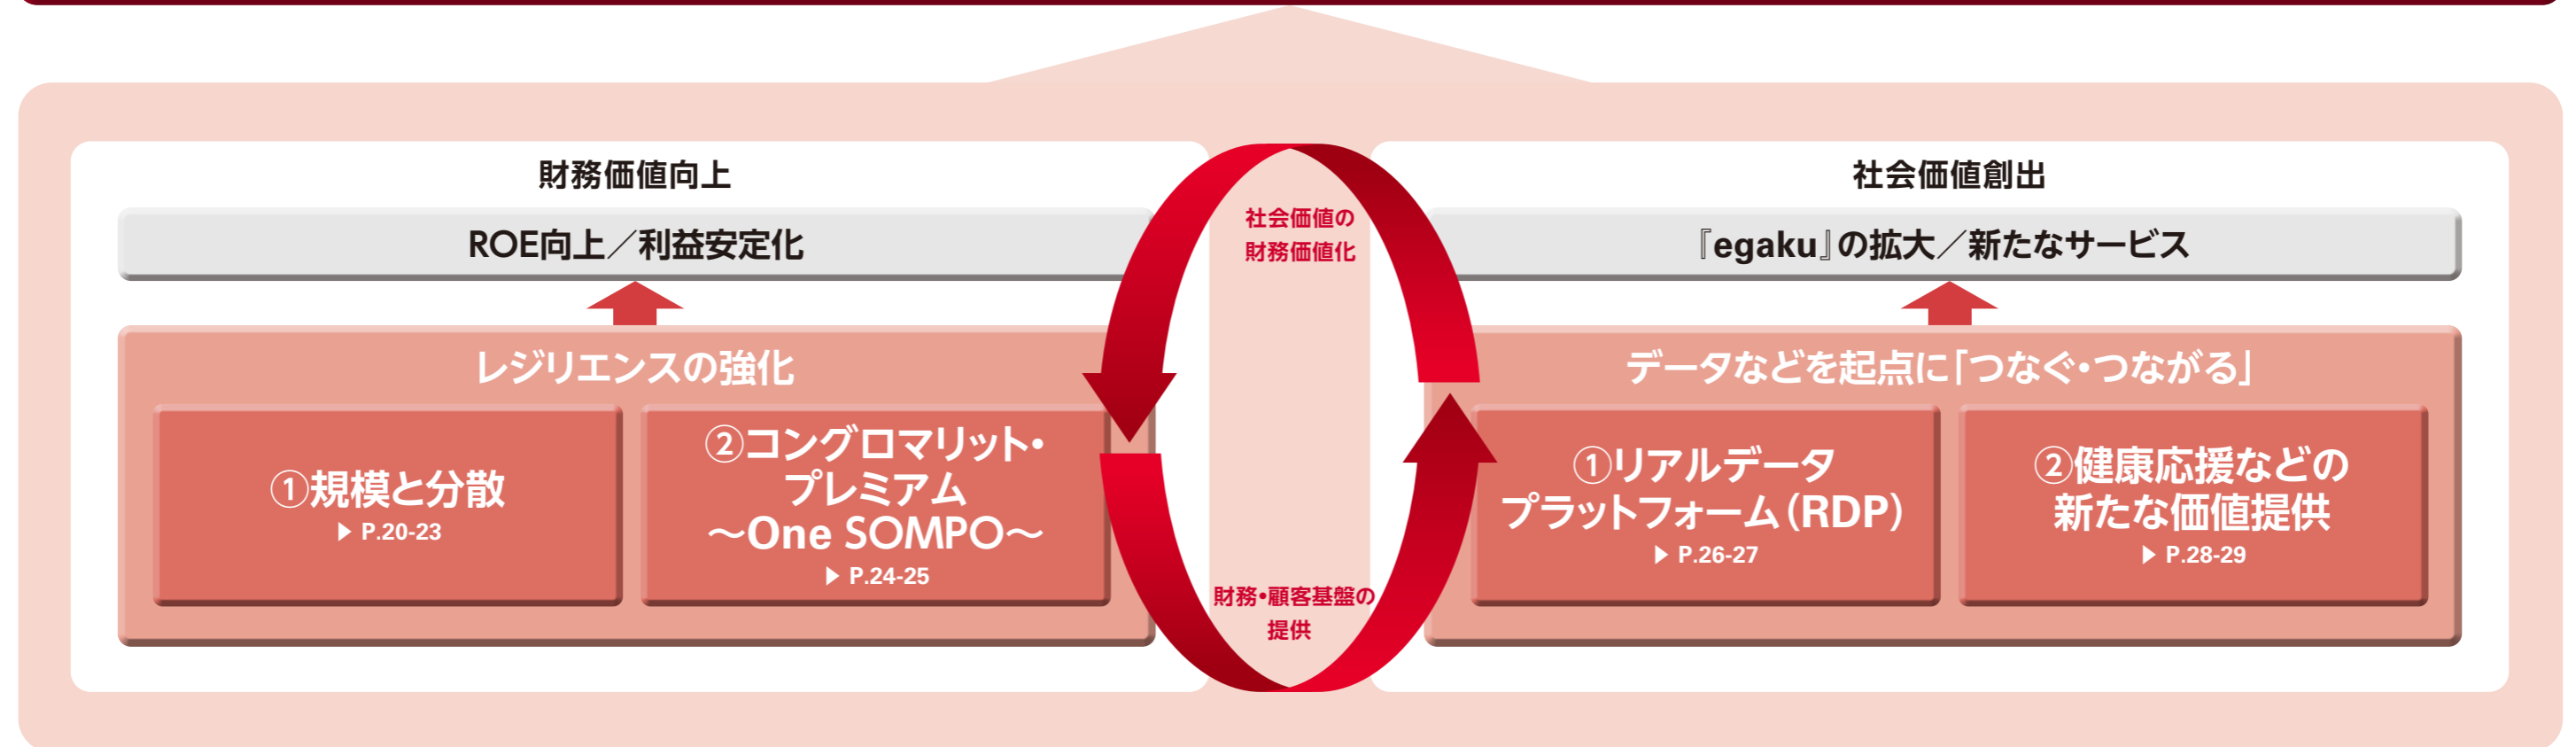 財務価値向上
ROE向上／利益安定化
レジリエンスの強化
①規模と分散
▶ P.20-23
②コングロマリット・
プレミアム
～One SOMPO～
▶ P.24-25
社会価値の
財務価値化
財務・顧客基盤の
提供
社会価値創出
『egaku』の拡大／新たなサービス
データなどを起点に「つなぐ・つながる」
①リアルデータ
プラットフォーム（RDP）
▶ P.26-27
②健康応援などの
新たな価値提供
▶ P.28-29